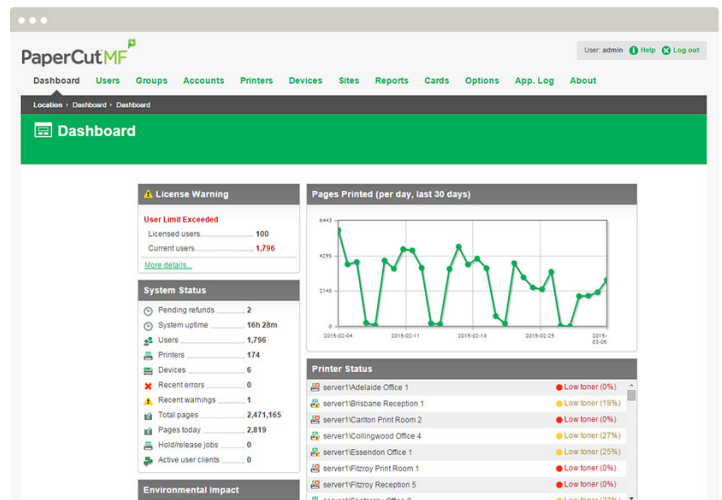 PaperCut MF
User: admin Help Log out
Dashboard Users Groups Accounts Printers Devices Sites Reports Cards Options App. Log About
Location › Dashboard › Dashboard
Dashboard
License Warning
User Limit Exceeded
Licensed users 100
Current users 1,796
More details...
System Status
Pending refunds 2
System uptime 16h 28m
Users 1,796
Printers 174
Devices 6
Recent errors 0
Recent warnings 1
Total pages 2,471,165
Pages today 2,819
Hold/release jobs 0
Active user clients 0
Environmental Impact
Pages Printed (per day, last 30 days)
6443
4295
2148
0
2015-02-04 2015-02-11 2015-02-18 2015-02-25 2015-
03-05
Printer Status
server1\Adelaide Office 1 Low toner (0%)
server1\Brisbane Reception 1 Low toner (18%)
server1\Carlton Print Room 2 Low toner (0%)
server1\Collingwood Office 4 Low toner (27%)
server1\Essendon Office 1 Low toner (25%)
server1\Fitzroy Print Room 1 Low toner (0%)
server1\Fitzroy Reception 5 Low toner (0%)